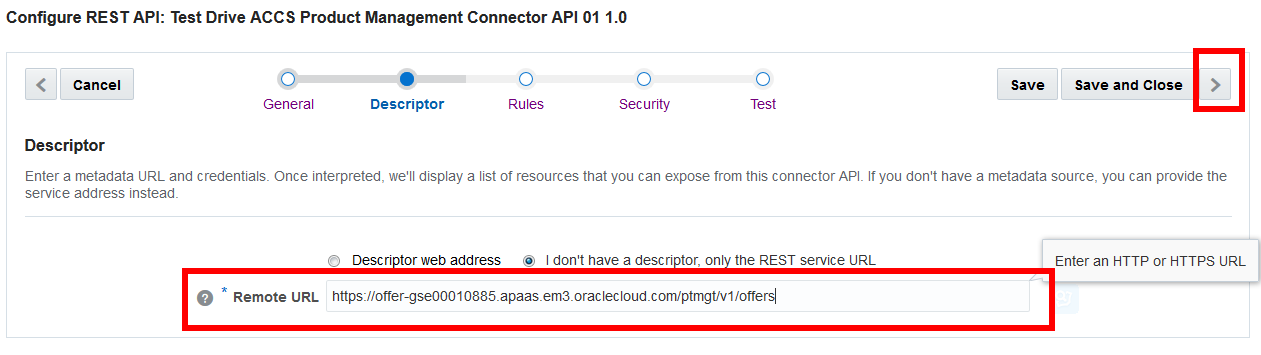 Configure REST API: Test Drive ACCS Product Management Connector API 01 1.0
Cancel
General
Descriptor
Rules
Security
Test
Save
Save and Close
Descriptor
Enter a metadata URL and credentials. Once interpreted, we'll display a list of resources that you can expose from this connector API. If you don't have a metadata source, you can provide the
service address instead.
Descriptor web address
I don't have a descriptor, only the REST service URL
Enter an HTTP or HTTPS URL
? * Remote URL
https://offer-gse00010885.apaas.em3.oraclecloud.com/ptmgt/v1/offers